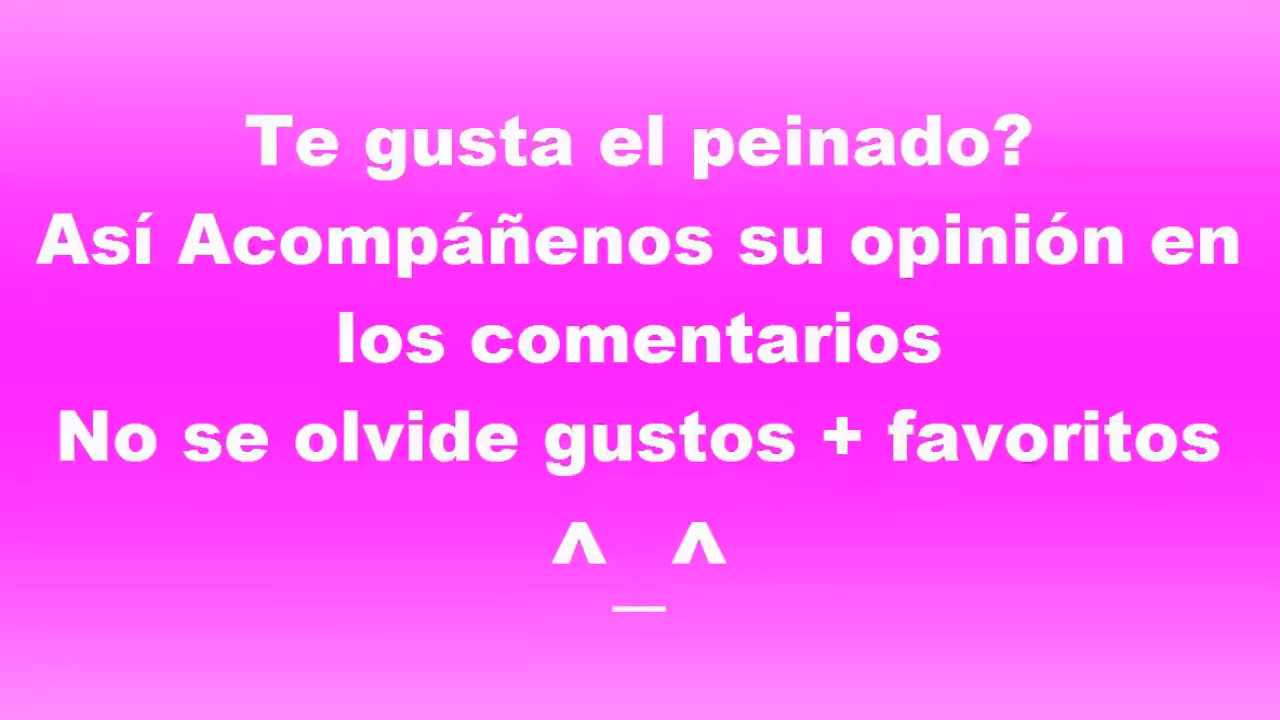 Te gusta el peinado?
Así Acompáñenos su opinión en
los comentarios
No se olvide gustos + favoritos
^_^